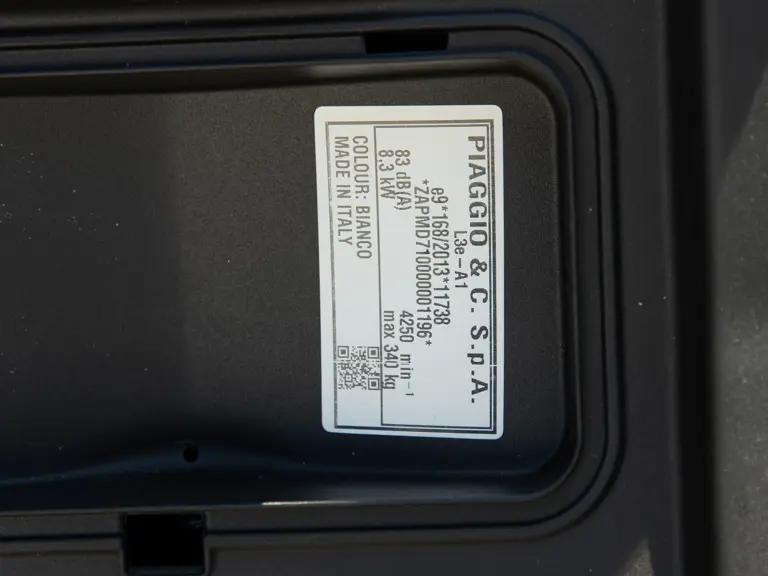 PIAGGIO & C. S.p.A.
L3e-A1
e9*168/2013*11738
*ZAPMD710000001196*
83 dB(A) 4250 min-1
8,3 kW max 340 kg
COLOUR: BIANCO
MADE IN ITALY